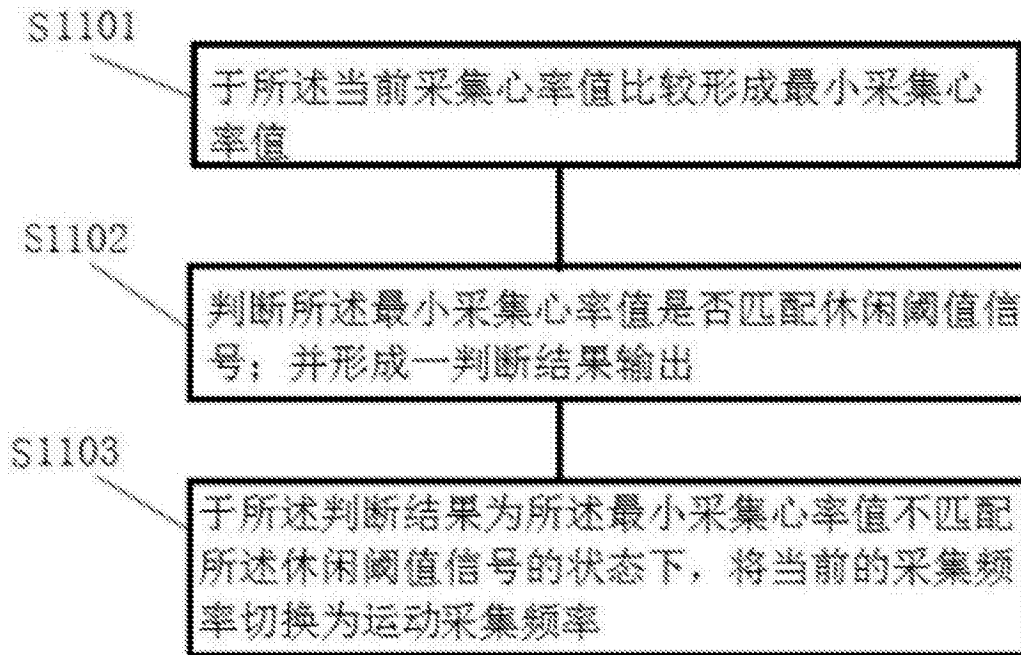 S1101
于所述当前采集心率值比较形成最小采集心
率值
S1102
判断所述最小采集心率值是否匹配休闲阈值信
号；并形成一判断结果输出
S1103
于所述判断结果为所述最小采集心率值不匹配
所述休闲阈值信号的状态下，将当前的采集频
率切换为运动采集频率